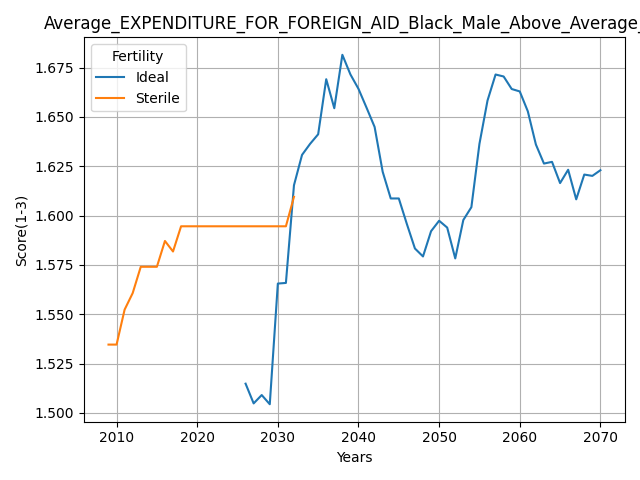 Average_EXPENDITURE_FOR_FOREIGN_AID_Black_Male_Above_Average_
Fertility
Ideal
Sterile
Score(1-3)
1.675
1.650
1.625
1.600
1.575
1.550
1.525
1.500
2010 2020 2030 2040 2050 2060 2070
Years